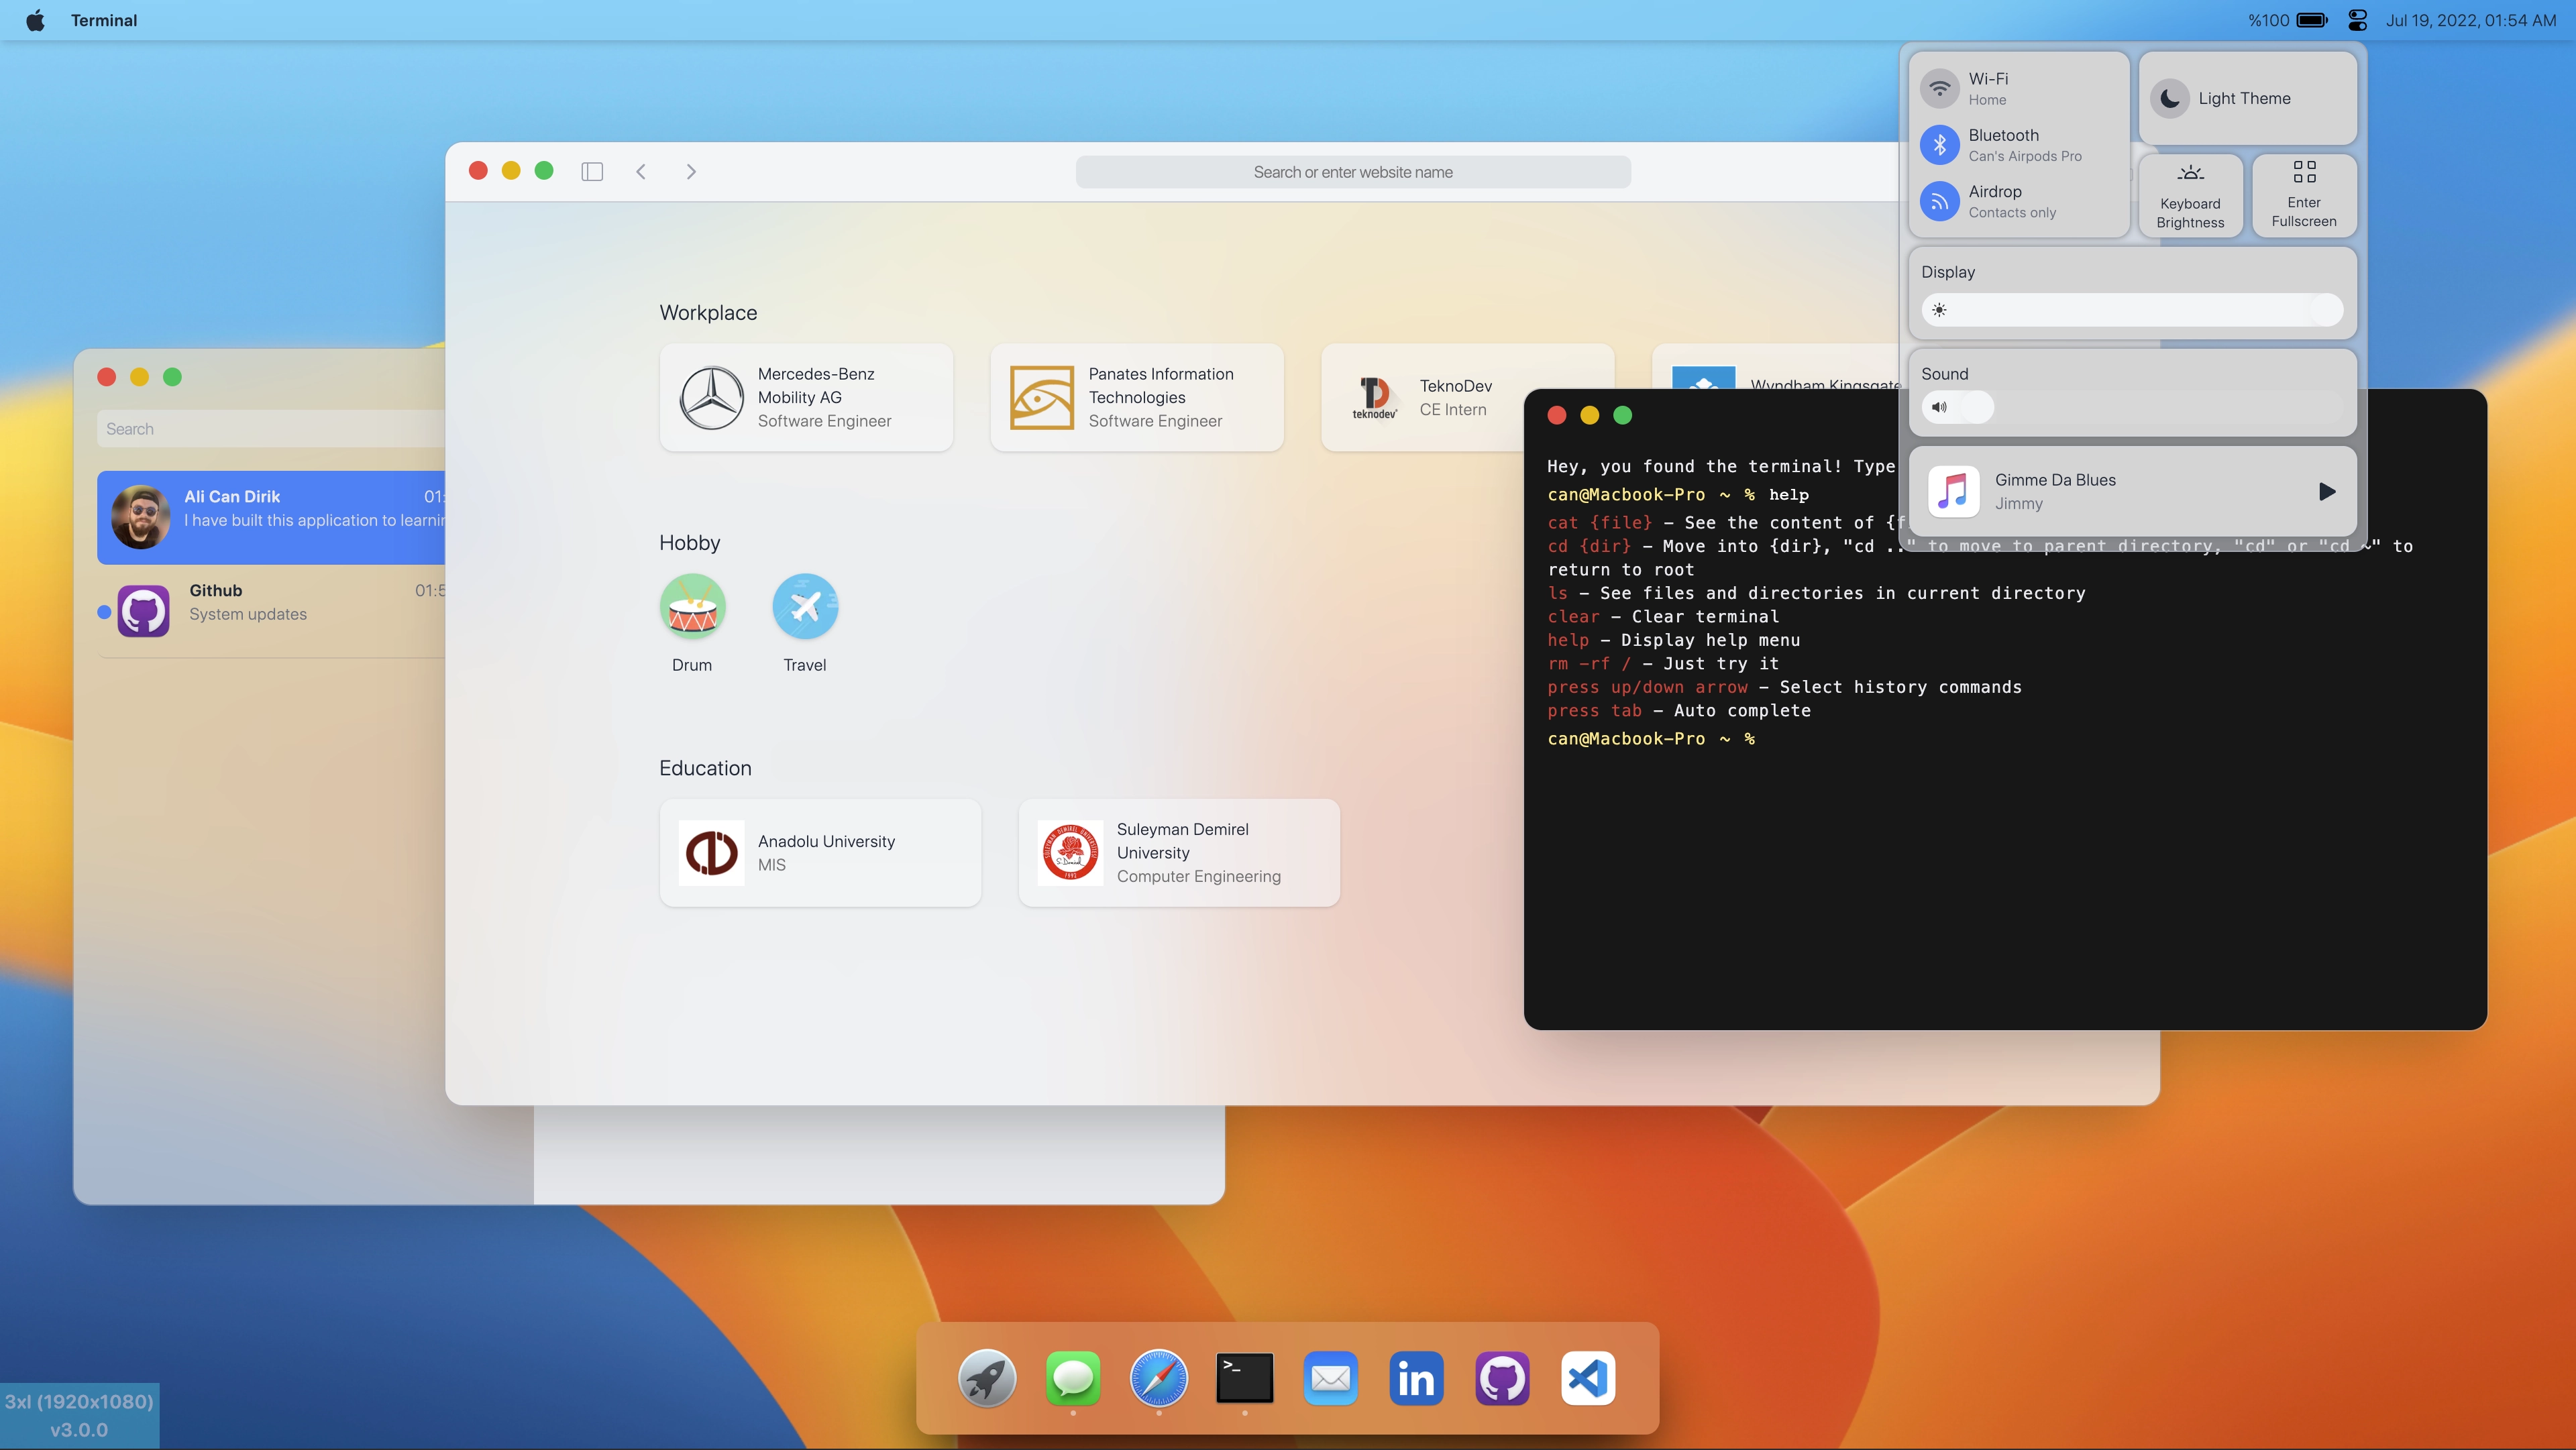 Terminal
%100
Jul 19, 2022, 01:54 AM
Wi-Fi
Home
Bluetooth
Can's Airpods Pro
Airdrop
Contacts only
Light Theme
Keyboard
Brightness
Enter
Fullscreen
Display
Sound
Gimme Da Blues
Jimmy
Search or enter website name
Workplace
Mercedes-Benz
Mobility AG
Software Engineer
Panates Information
Technologies
Software Engineer
teknodev
TeknoDev
CE Intern
Wyndham Kingsgate
Hobby
Drum
Travel
Education
Anadolu University
MIS
Suleyman Demirel
University
Computer Engineering
Search
Ali Can Dirik
01:
I have built this application to learnin
Github
01:5
System updates
Hey, you found the terminal! Type
can@Macbook-Pro ~ % help
cat {file} - See the content of {f
cd {dir} - Move into {dir}, "cd .." to move to parent directory, "cd" or "cd ~" to
return to root
ls - See files and directories in current directory
clear - Clear terminal
help - Display help menu
rm -rf / - Just try it
press up/down arrow - Select history commands
press tab - Auto complete
can@Macbook-Pro ~ %
>_
in
3xl (1920x1080)
v3.0.0